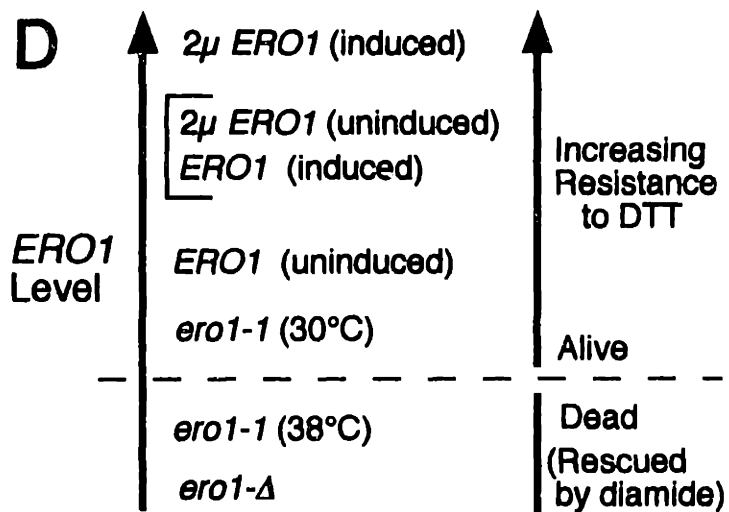 D
2μ ERO1 (induced)
2μ ERO1 (uninduced)
ERO1 (induced)
Increasing
Resistance
to DTT
ERO1
Level
ERO1 (uninduced)
ero1-1 (30°C)
Alive
ero1-1 (38°C)
ero1-Δ
Dead
(Rescued
by diamide)